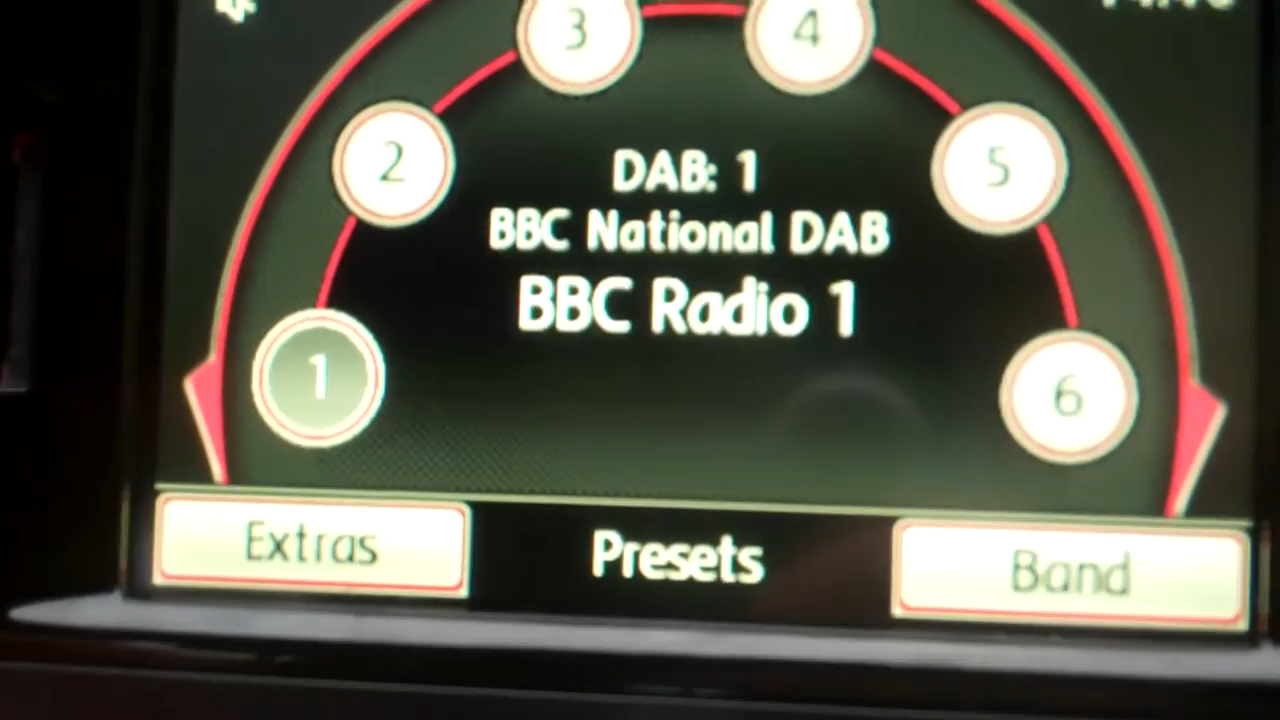 3
4
2
5
DAB: 1
BBC National DAB
BBC Radio 1
1
6
Extras
Presets
Band